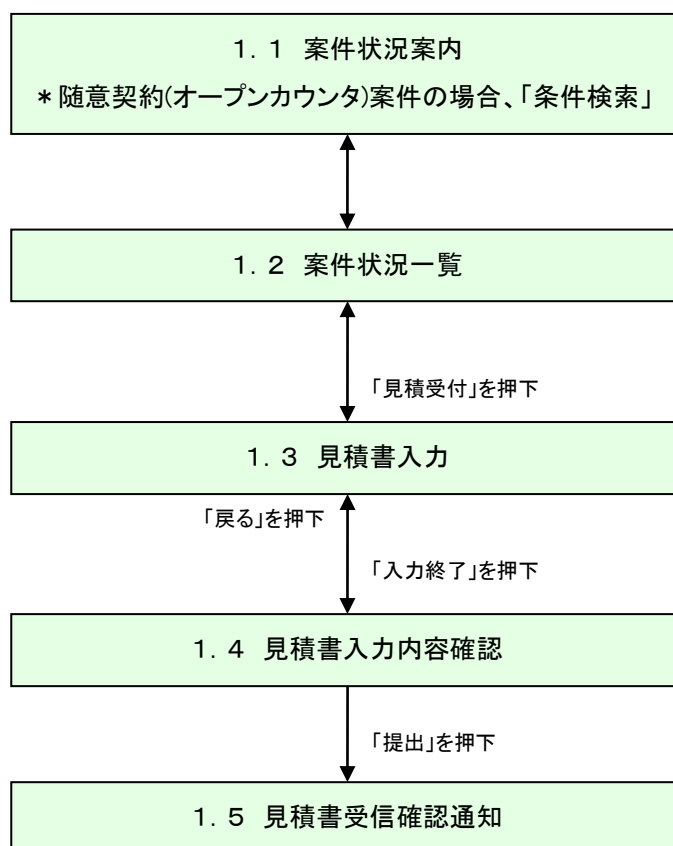 １．１　案件状況案内
＊随意契約(オープンカウンタ)案件の場合、「条件検索」
１．２　案件状況一覧
「見積受付」を押下
１．３　見積書入力
「戻る」を押下
「入力終了」を押下
１．４　見積書入力内容確認
「提出」を押下
１．５　見積書受信確認通知